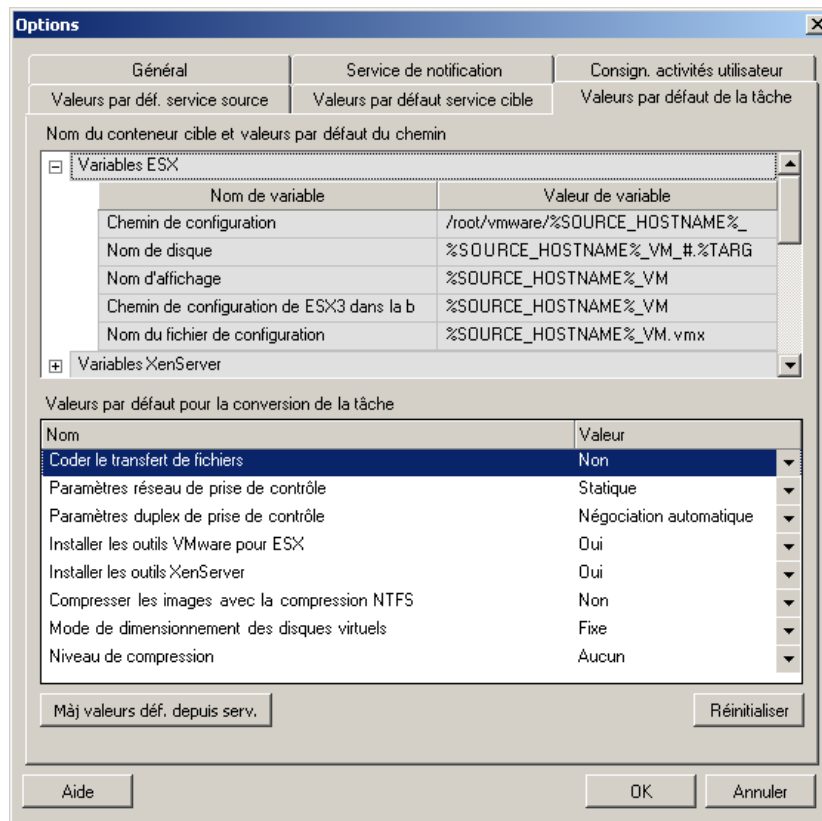 Options
Général Service de notification Consign. activités utilisateur
Valeurs par déf. service source Valeurs par défaut service cible Valeurs par défaut de la tâche
Nom du conteneur cible et valeurs par défaut du chemin
Variables ESX
Nom de variable Valeur de variable
Chemin de configuration /root/vmware/%SOURCE_HOSTNAME%_
Nom de disque %SOURCE_HOSTNAME%_VM_#.%TARG
Nom d'affichage %SOURCE_HOSTNAME%_VM
Chemin de configuration de ESX3 dans la b %SOURCE_HOSTNAME%_VM
Nom du fichier de configuration %SOURCE_HOSTNAME%_VM.vmx
Variables XenServer
Valeurs par défaut pour la conversion de la tâche
Nom Valeur
Coder le transfert de fichiers Non
Paramètres réseau de prise de contrôle Statique
Paramètres duplex de prise de contrôle Négociation automatique
Installer les outils VMware pour ESX Oui
Installer les outils XenServer Oui
Compresser les images avec la compression NTFS Non
Mode de dimensionnement des disques virtuels Fixe
Niveau de compression Aucun
Màj valeurs déf. depuis serv. Réinitialiser
Aide OK Annuler